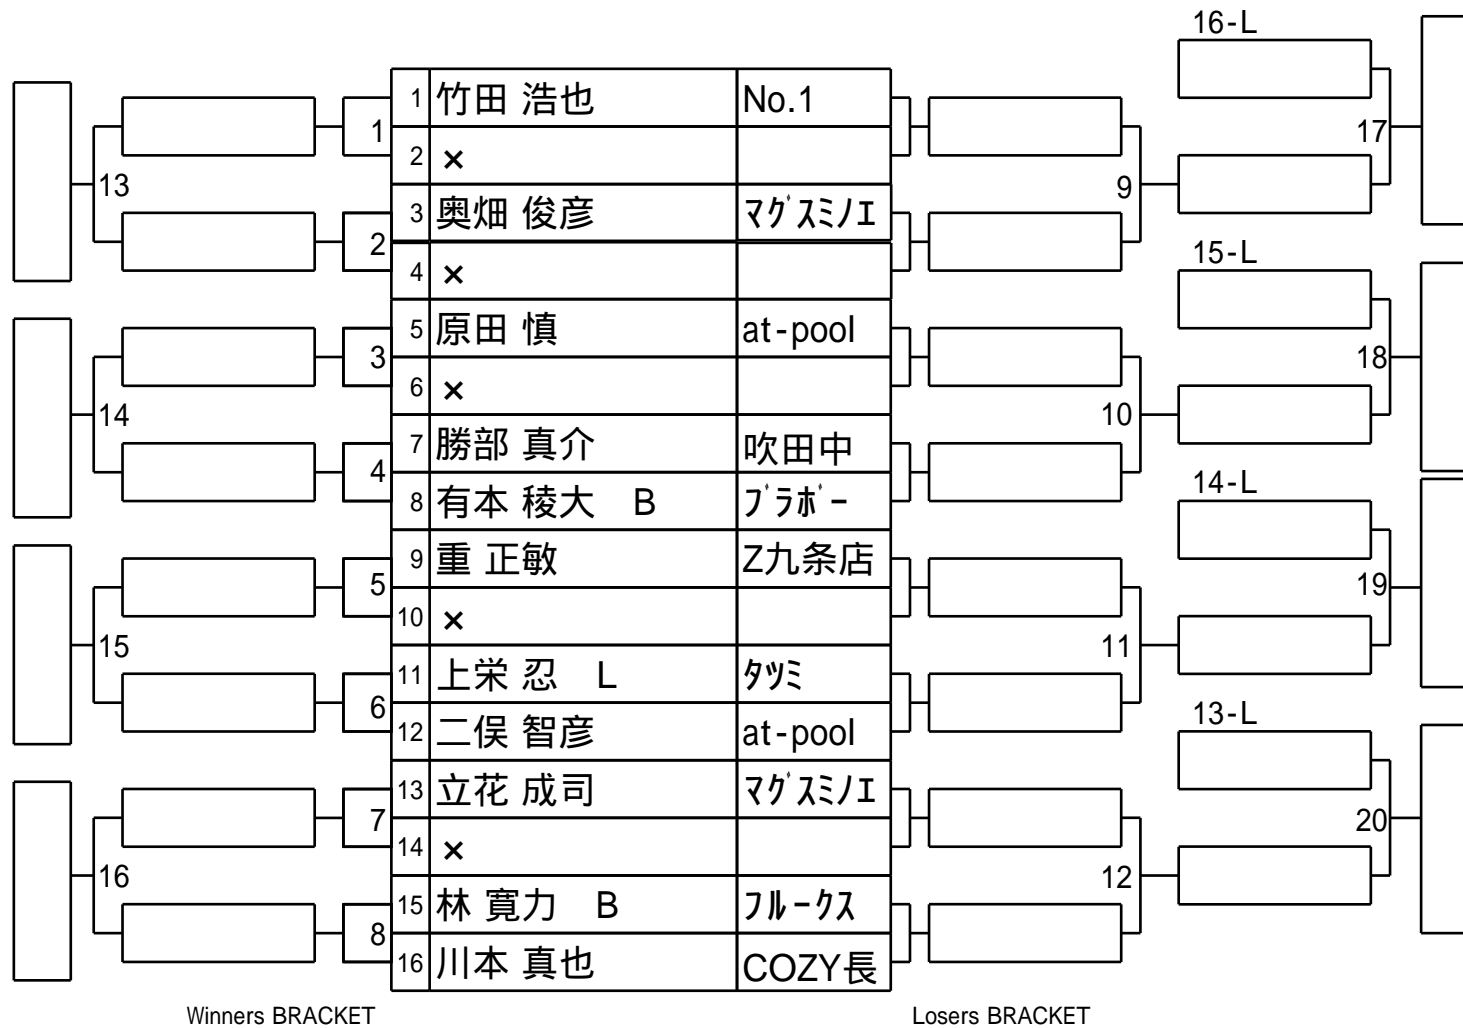 16-L
1 竹田 浩也 No.1
1
17
2 ×
13
9
3 奥畑 俊彦 マグスミノエ
2
15-L
4 ×
5 原田 慎 at-pool
3
18
6 ×
14
10
7 勝部 真介 吹田中
4
14-L
8 有本 稜大 B ブラボー
9 重 正敏 Z九条店
5
19
10 ×
15
11
11 上栄 忍 L タツミ
6
13-L
12 二俣 智彦 at-pool
13 立花 成司 マグスミノエ
7
20
14 ×
16
12
15 林 寛力 B フルークス
8
16 川本 真也 COZY長
Winners BRACKET
Losers BRACKET